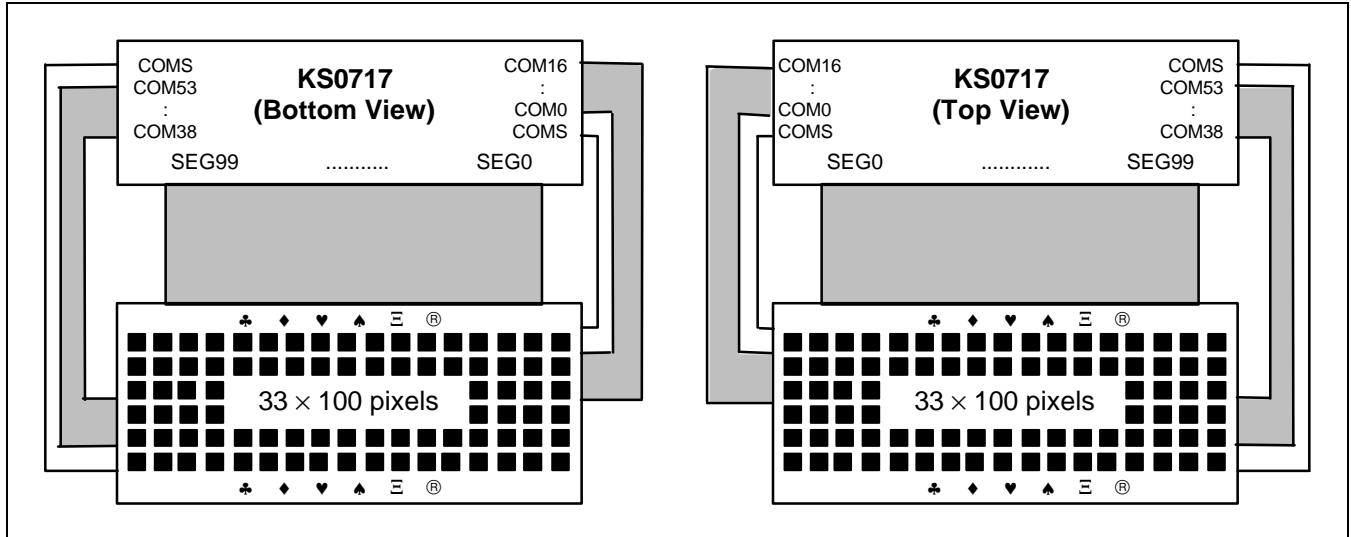 COMS KS0717 COM16
COM53 (Bottom View) :
: COM0
COM38 COMS
SEG99 ........... SEG0
♣ ♦ ♥ ♠ Ξ ®
33 × 100 pixels
♣ ♦ ♥ ♠ Ξ ®
COM16 KS0717 COMS
: (Top View) COM53
COM0 :
COMS COM38
SEG0 ............ SEG99
♣ ♦ ♥ ♠ Ξ ®
33 × 100 pixels
♣ ♦ ♥ ♠ Ξ ®